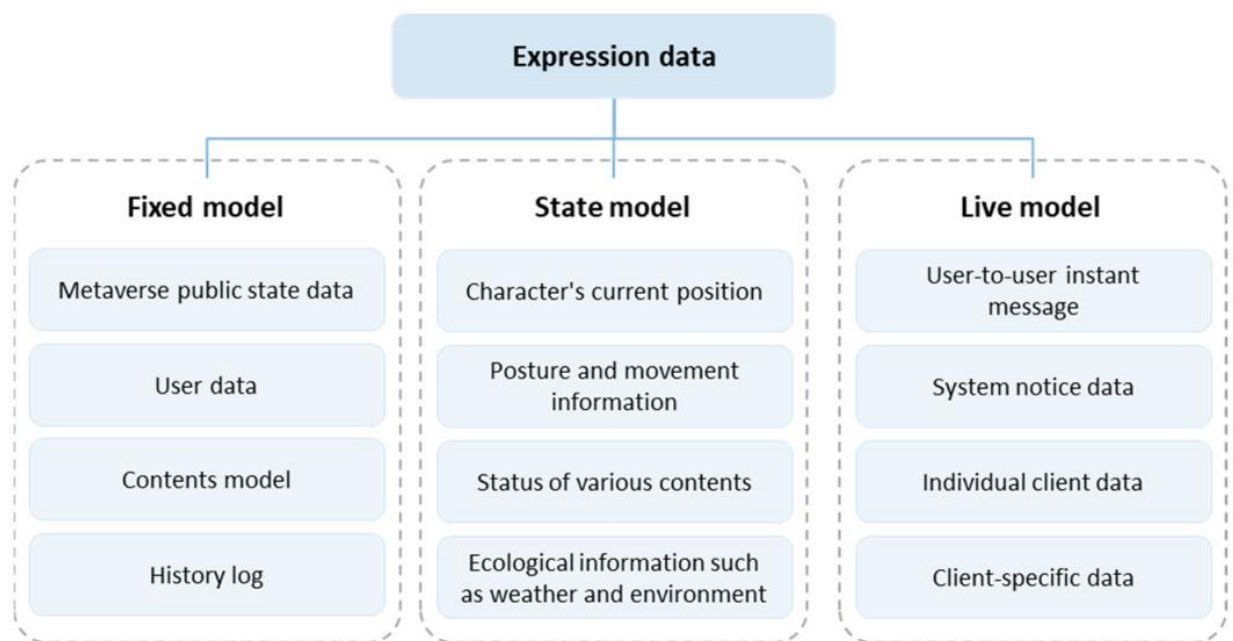 Expression data
Fixed model
Metaverse public state data
User data
Contents model
History log
State model
Character's current position
Posture and movement
information
Status of various contents
Ecological information such
as weather and environment
Live model
User-to-user instant
message
System notice data
Individual client data
Client-specific data